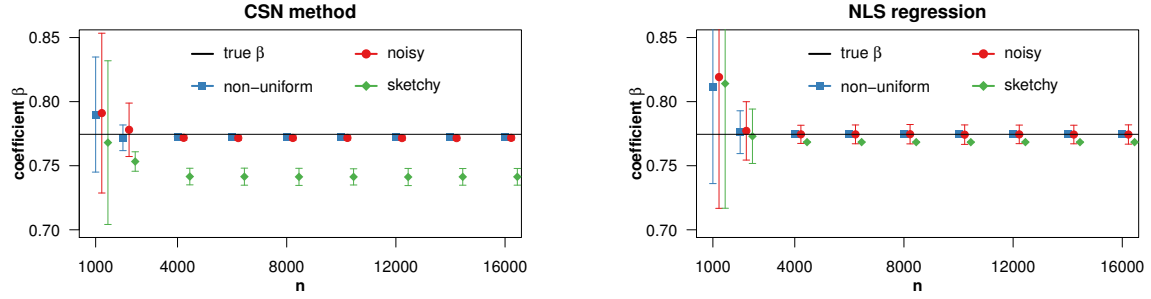 CSN method
0.85
0.80
0.75
0.70
coefficient β
true β
non−uniform
noisy
sketchy
1000
4000
8000
12000
16000
n
NLS regression
0.85
0.80
0.75
0.70
coefficient β
true β
non−uniform
noisy
sketchy
1000
4000
8000
12000
16000
n